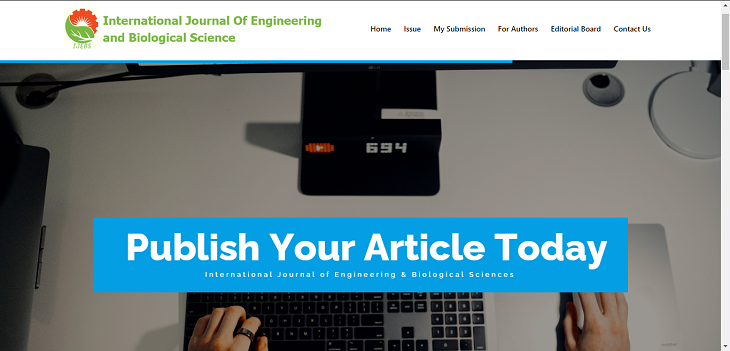 International Journal Of Engineering
and Biological Science
IJEBS
Home Issue My Submission For Authors Editorial Board Contact Us
694
Publish Your Article Today
International Journal of Engineering & Biological Sciences